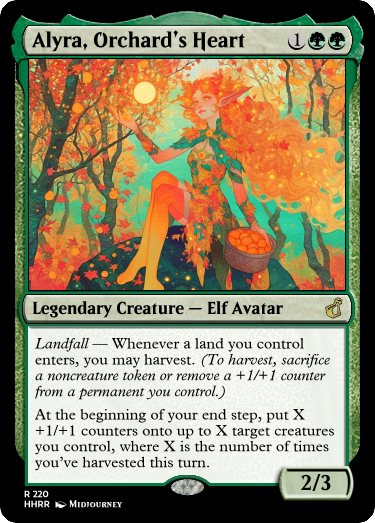 Alyra, Orchard's Heart 1
Legendary Creature — Elf Avatar
Landfall — Whenever a land you control
enters, you may harvest. (To harvest, sacrifice
a noncreature token or remove a +1/+1 counter
from a permanent you control.)
At the beginning of your end step, put X
+1/+1 counters onto up to X target creatures
you control, where X is the number of times
you've harvested this turn.
2/3
R 220
HHRR Midjourney